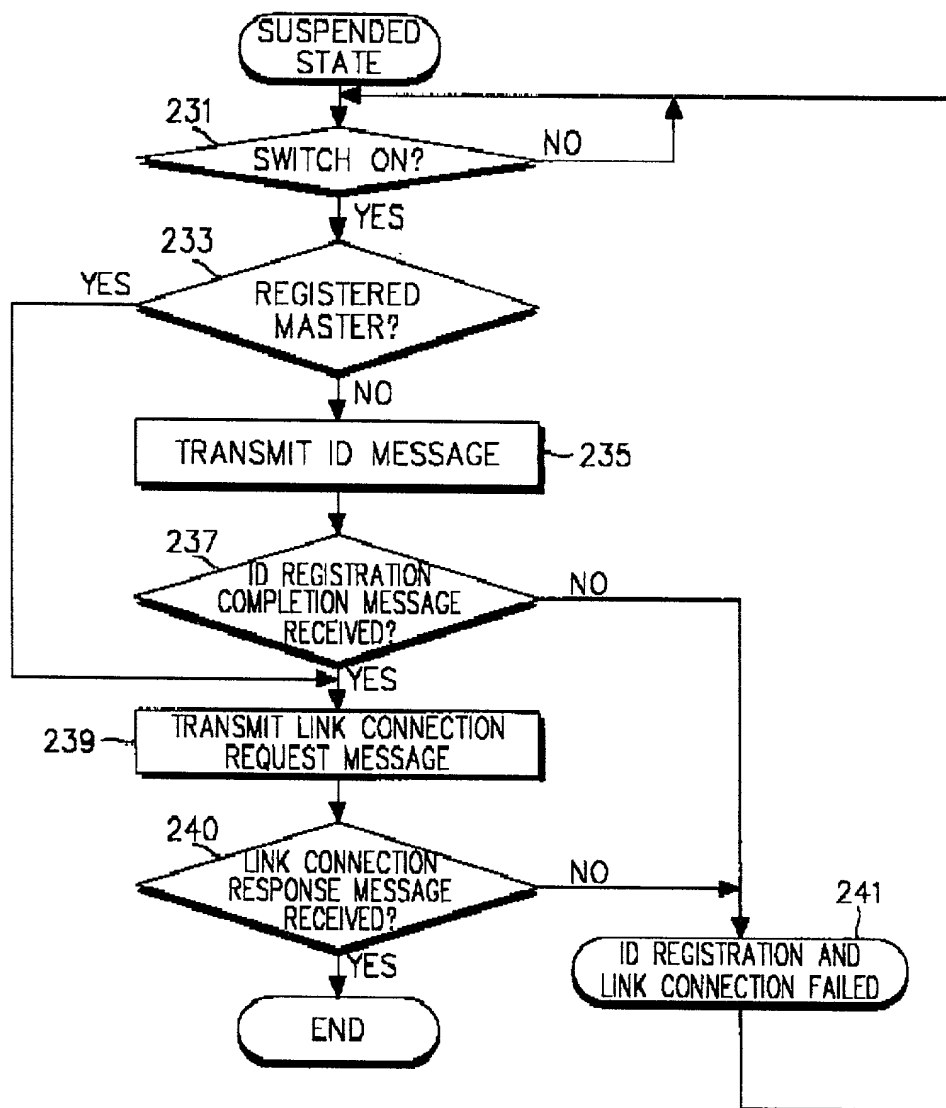 SUSPENDED
STATE
231
SWITCH ON?
NO
YES
233
YES
REGISTERED
MASTER?
NO
TRANSMIT ID MESSAGE
235
237
ID REGISTRATION
COMPLETION MESSAGE
RECEIVED?
NO
YES
239
TRANSMIT LINK CONNECTION
REQUEST MESSAGE
240
LINK CONNECTION
RESPONSE MESSAGE
RECEIVED?
NO
YES
241
ID REGISTRATION AND
LINK CONNECTION FAILED
END